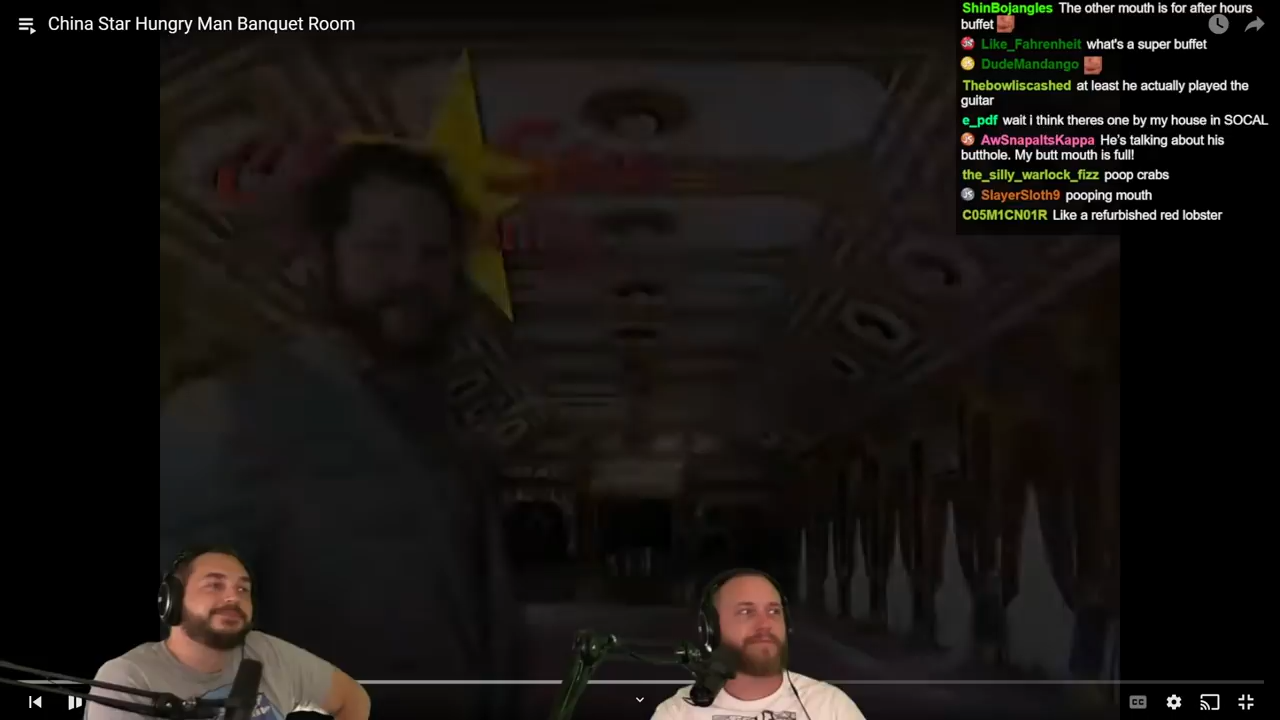 China Star Hungry Man Banquet Room
ShinBojangles The other mouth is for after hours
buffet
Like_Fahrenheit what's a super buffet
DudeMandango
Thebowliscashed at least he actually played the
guitar
e_pdf wait i think theres one by my house in SOCAL
AwSnapaItsKappa He's talking about his
butthole. My butt mouth is full!
the_silly_warlock_fizz poop crabs
SlayerSloth9 pooping mouth
C05M1CN01R Like a refurbished red lobster